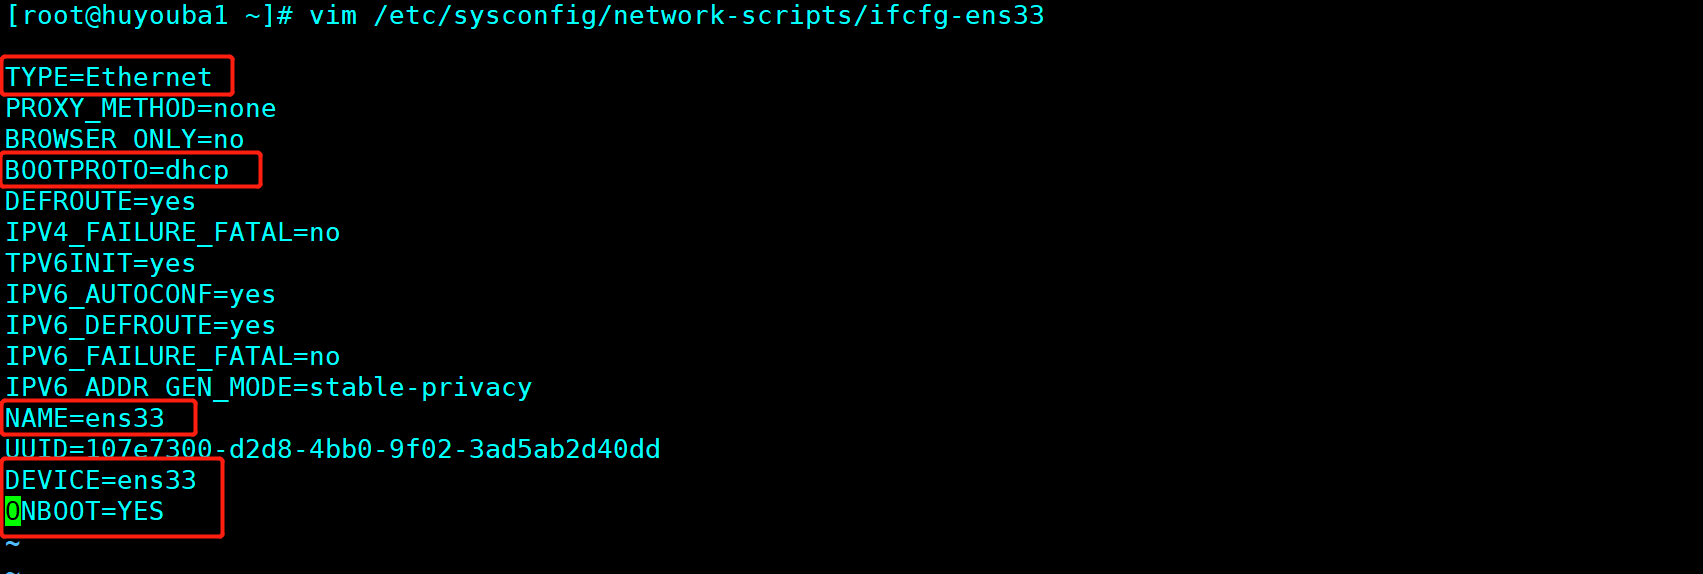 [root@huyouba1 ~]# vim /etc/sysconfig/network-scripts/ifcfg-ens33
TYPE=Ethernet
PROXY_METHOD=none
BROWSER_ONLY=no
BOOTPROTO=dhcp
DEFROUTE=yes
IPV4_FAILURE_FATAL=no
TPV6INIT=yes
IPV6_AUTOCONF=yes
IPV6_DEFROUTE=yes
IPV6_FAILURE_FATAL=no
IPV6_ADDR_GEN_MODE=stable-privacy
NAME=ens33
UUID=107e7300-d2d8-4bb0-9f02-3ad5ab2d40dd
DEVICE=ens33
ONBOOT=YES
~
~